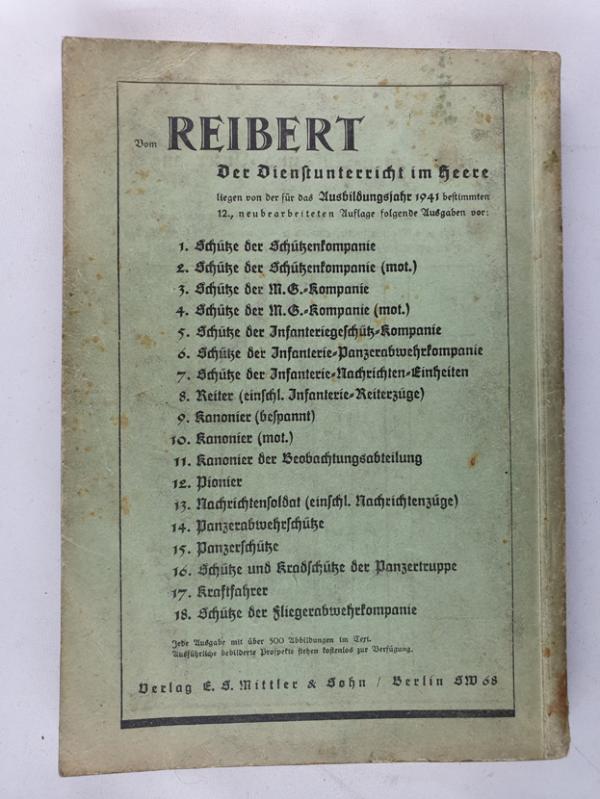 Vom REIBERT
Der Dienstunterricht im Heere
liegen von der für das Ausbildungsjahr 1941 bestimmten
12., neubearbeiteten Auflage folgende Ausgaben vor:
1. Schütze der Schützenkompanie
2. Schütze der Schützenkompanie (mot.)
3. Schütze der M.G.-Kompanie
4. Schütze der M.G.-Kompanie (mot.)
5. Schütze der Infanteriegeschütz-Kompanie
6. Schütze der Infanterie-Panzerabwehrkompanie
7. Schütze der Infanterie-Nachrichten-Einheiten
8. Reiter (einschl. Infanterie-Reiterzüge)
9. Kanonier (bespannt)
10. Kanonier (mot.)
11. Kanonier der Beobachtungsabteilung
12. Pionier
13. Nachrichtensoldat (einschl. Nachrichtenzüge)
14. Panzerabwehrschütze
15. Panzerschütze
16. Schütze und Kradschütze der Panzertruppe
17. Kraftfahrer
18. Schütze der Fliegerabwehrkompanie
Jede Ausgabe mit über 500 Abbildungen im Text.
Ausführliche bebilderte Prospekte stehen kostenlos zur Verfügung.
Verlag E. S. Mittler & Sohn / Berlin SW 68